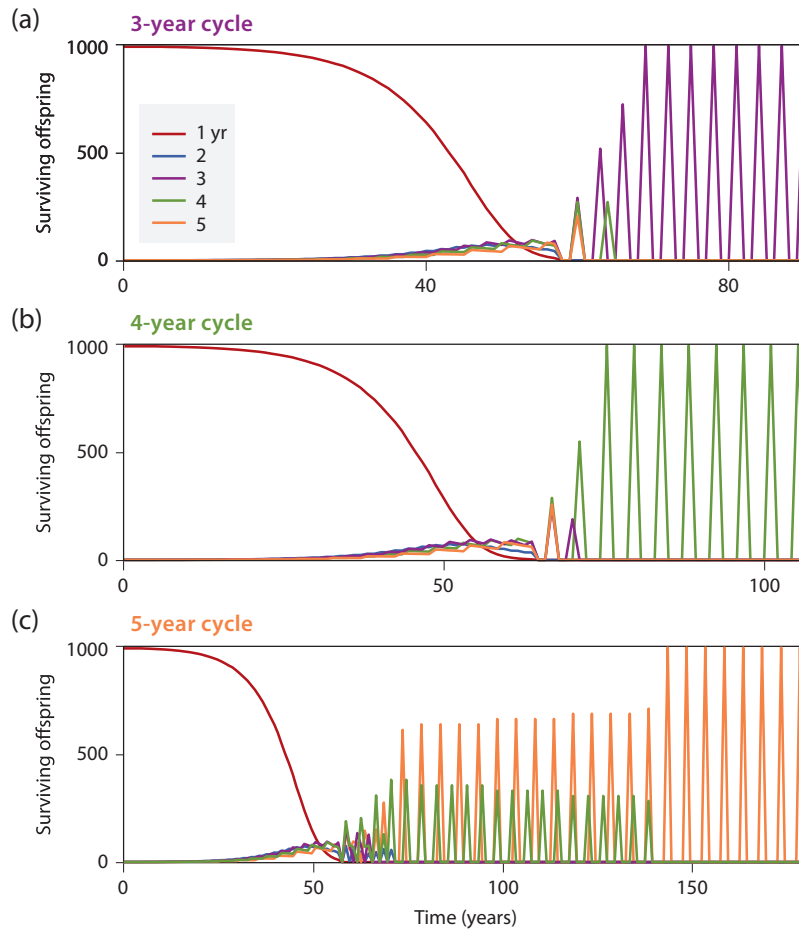 (a)
3-year cycle
1000
500
0
Surviving offspring
1 yr
2
3
4
5
0
40
80
(b)
4-year cycle
1000
500
0
Surviving offspring
0
50
100
(c)
5-year cycle
1000
500
0
Surviving offspring
0
50
100
150
Time (years)